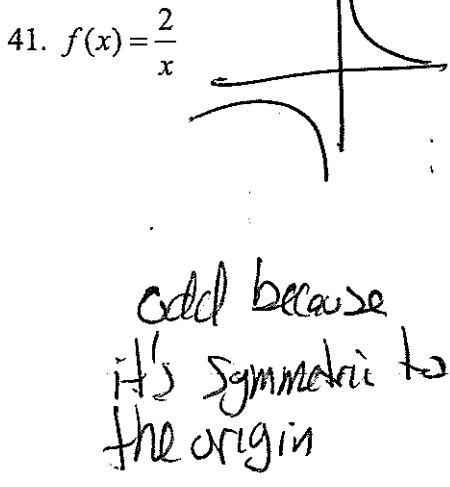 41. f(x) = 2/x
odd because
it's symmetric to
the origin